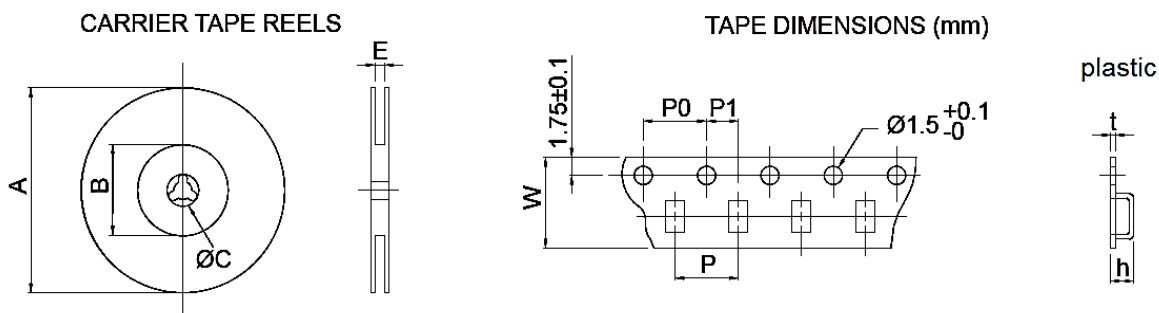 CARRIER TAPE REELS
TAPE DIMENSIONS (mm)
plastic
E
A
B
ØC
1.75±0.1
P0
P1
Ø1.5 +0.1 -0
W
P
t
h